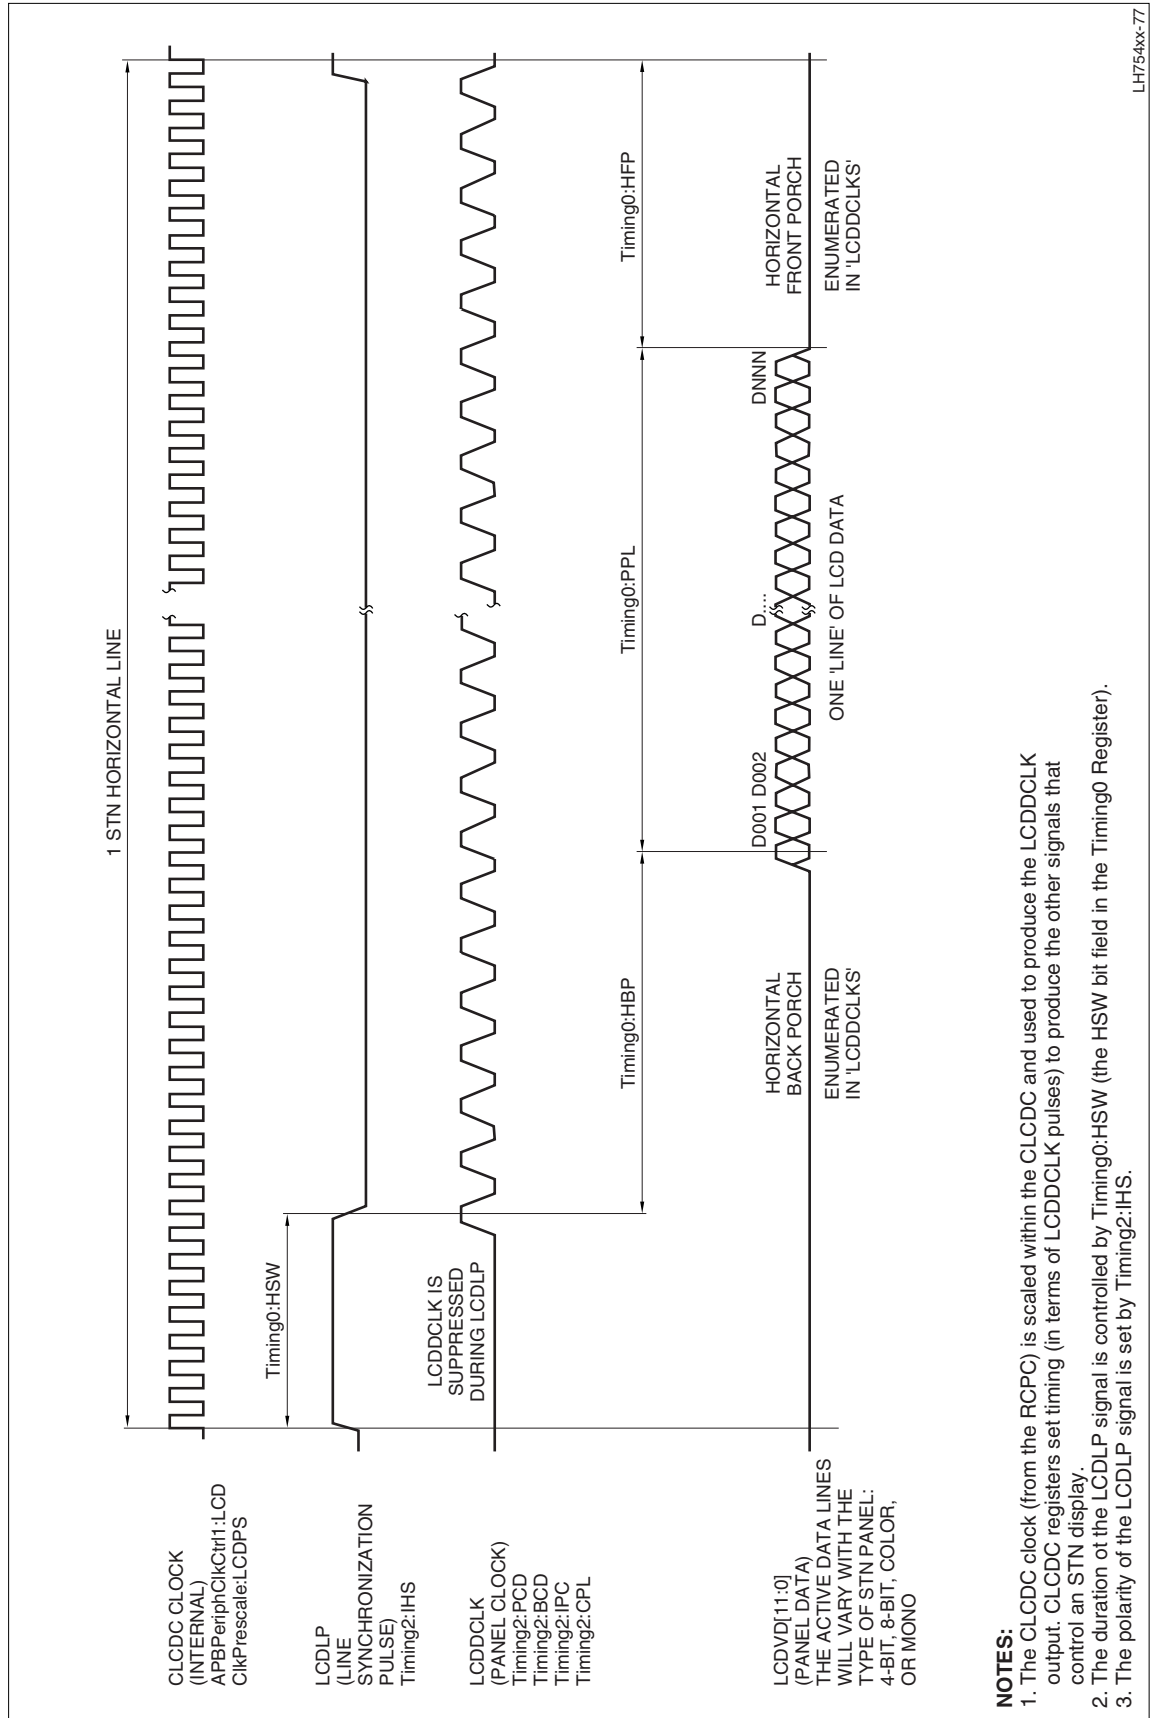 1 STN HORIZONTAL LINE
CLCDC CLOCK
(INTERNAL)
APBPeriphClkCtrl1:LCD
ClkPrescale:LCDPS
Timing0:HSW
LCDLP
(LINE
SYNCHRONIZATION
PULSE)
Timing2:IHS
LCDDCLK IS
SUPPRESSED
DURING LCDLP
LCDDCLK
(PANEL CLOCK)
Timing2:PCD
Timing2:BCD
Timing2:IPC
Timing2:CPL
Timing0:HBP
Timing0:PPL
Timing0:HFP
D001 D002
D....
DNNN
LCDVD[11:0]
(PANEL DATA)
THE ACTIVE DATA LINES
WILL VARY WITH THE
TYPE OF STN PANEL:
4-BIT, 8-BIT, COLOR,
OR MONO
HORIZONTAL
BACK PORCH
ENUMERATED
IN 'LCDDCLKS'
ONE 'LINE' OF LCD DATA
HORIZONTAL
FRONT PORCH
ENUMERATED
IN 'LCDDCLKS'
NOTES:
1. The CLCDC clock (from the RCPC) is scaled within the CLCDC and used to produce the LCDDCLK
output. CLCDC registers set timing (in terms of LCDDCLK pulses) to produce the other signals that
control an STN display.
2. The duration ot the LCDLP signal is controlled by Timing0:HSW (the HSW bit field in the Timing0 Register).
3. The polarity of the LCDLP signal is set by Timing2:IHS.
LH754xx-77